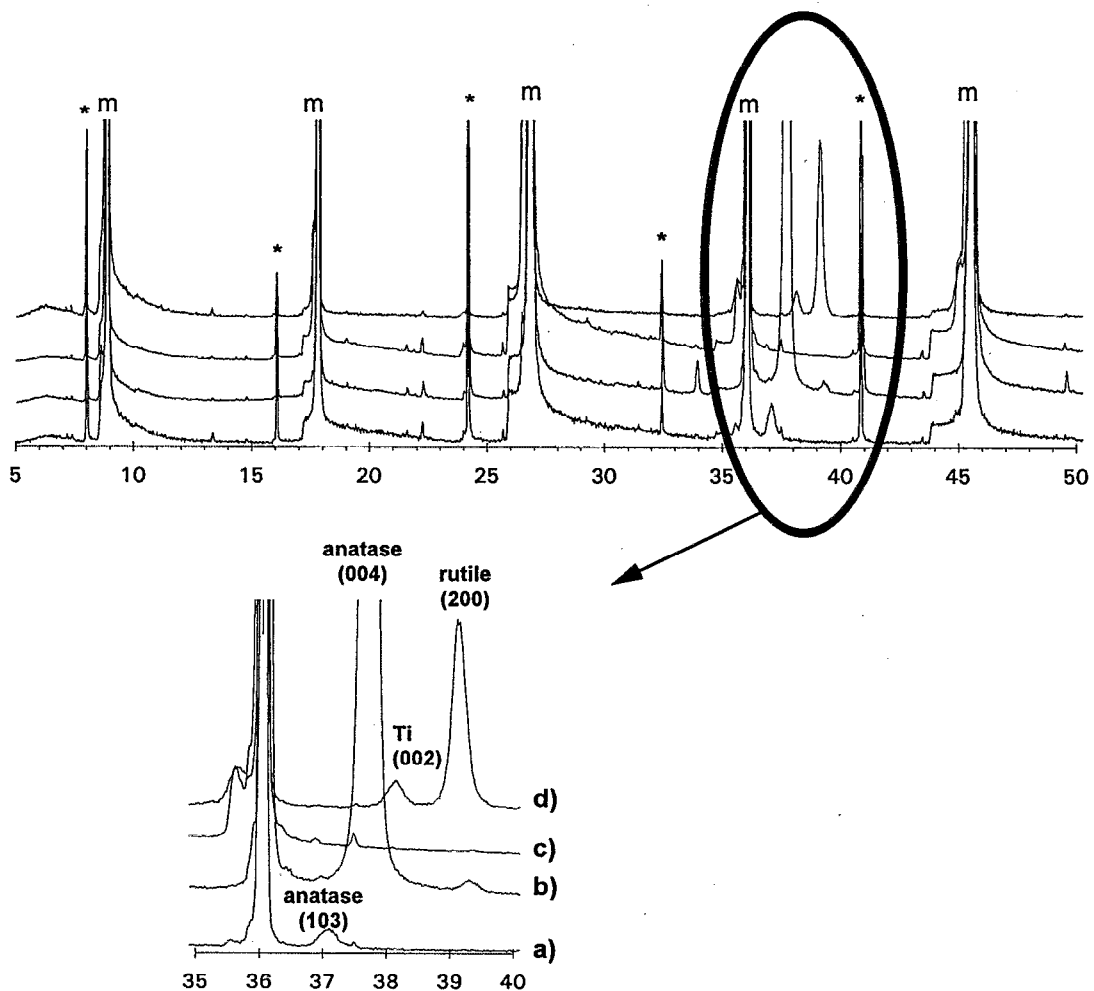 * m m * m m * m
* *
5 10 15 20 25 30 35 40 45 50
anatase
(004)
rutile
(200)
Ti
(002)
d)
c)
b)
anatase
(103)
a)
35 36 37 38 39 40